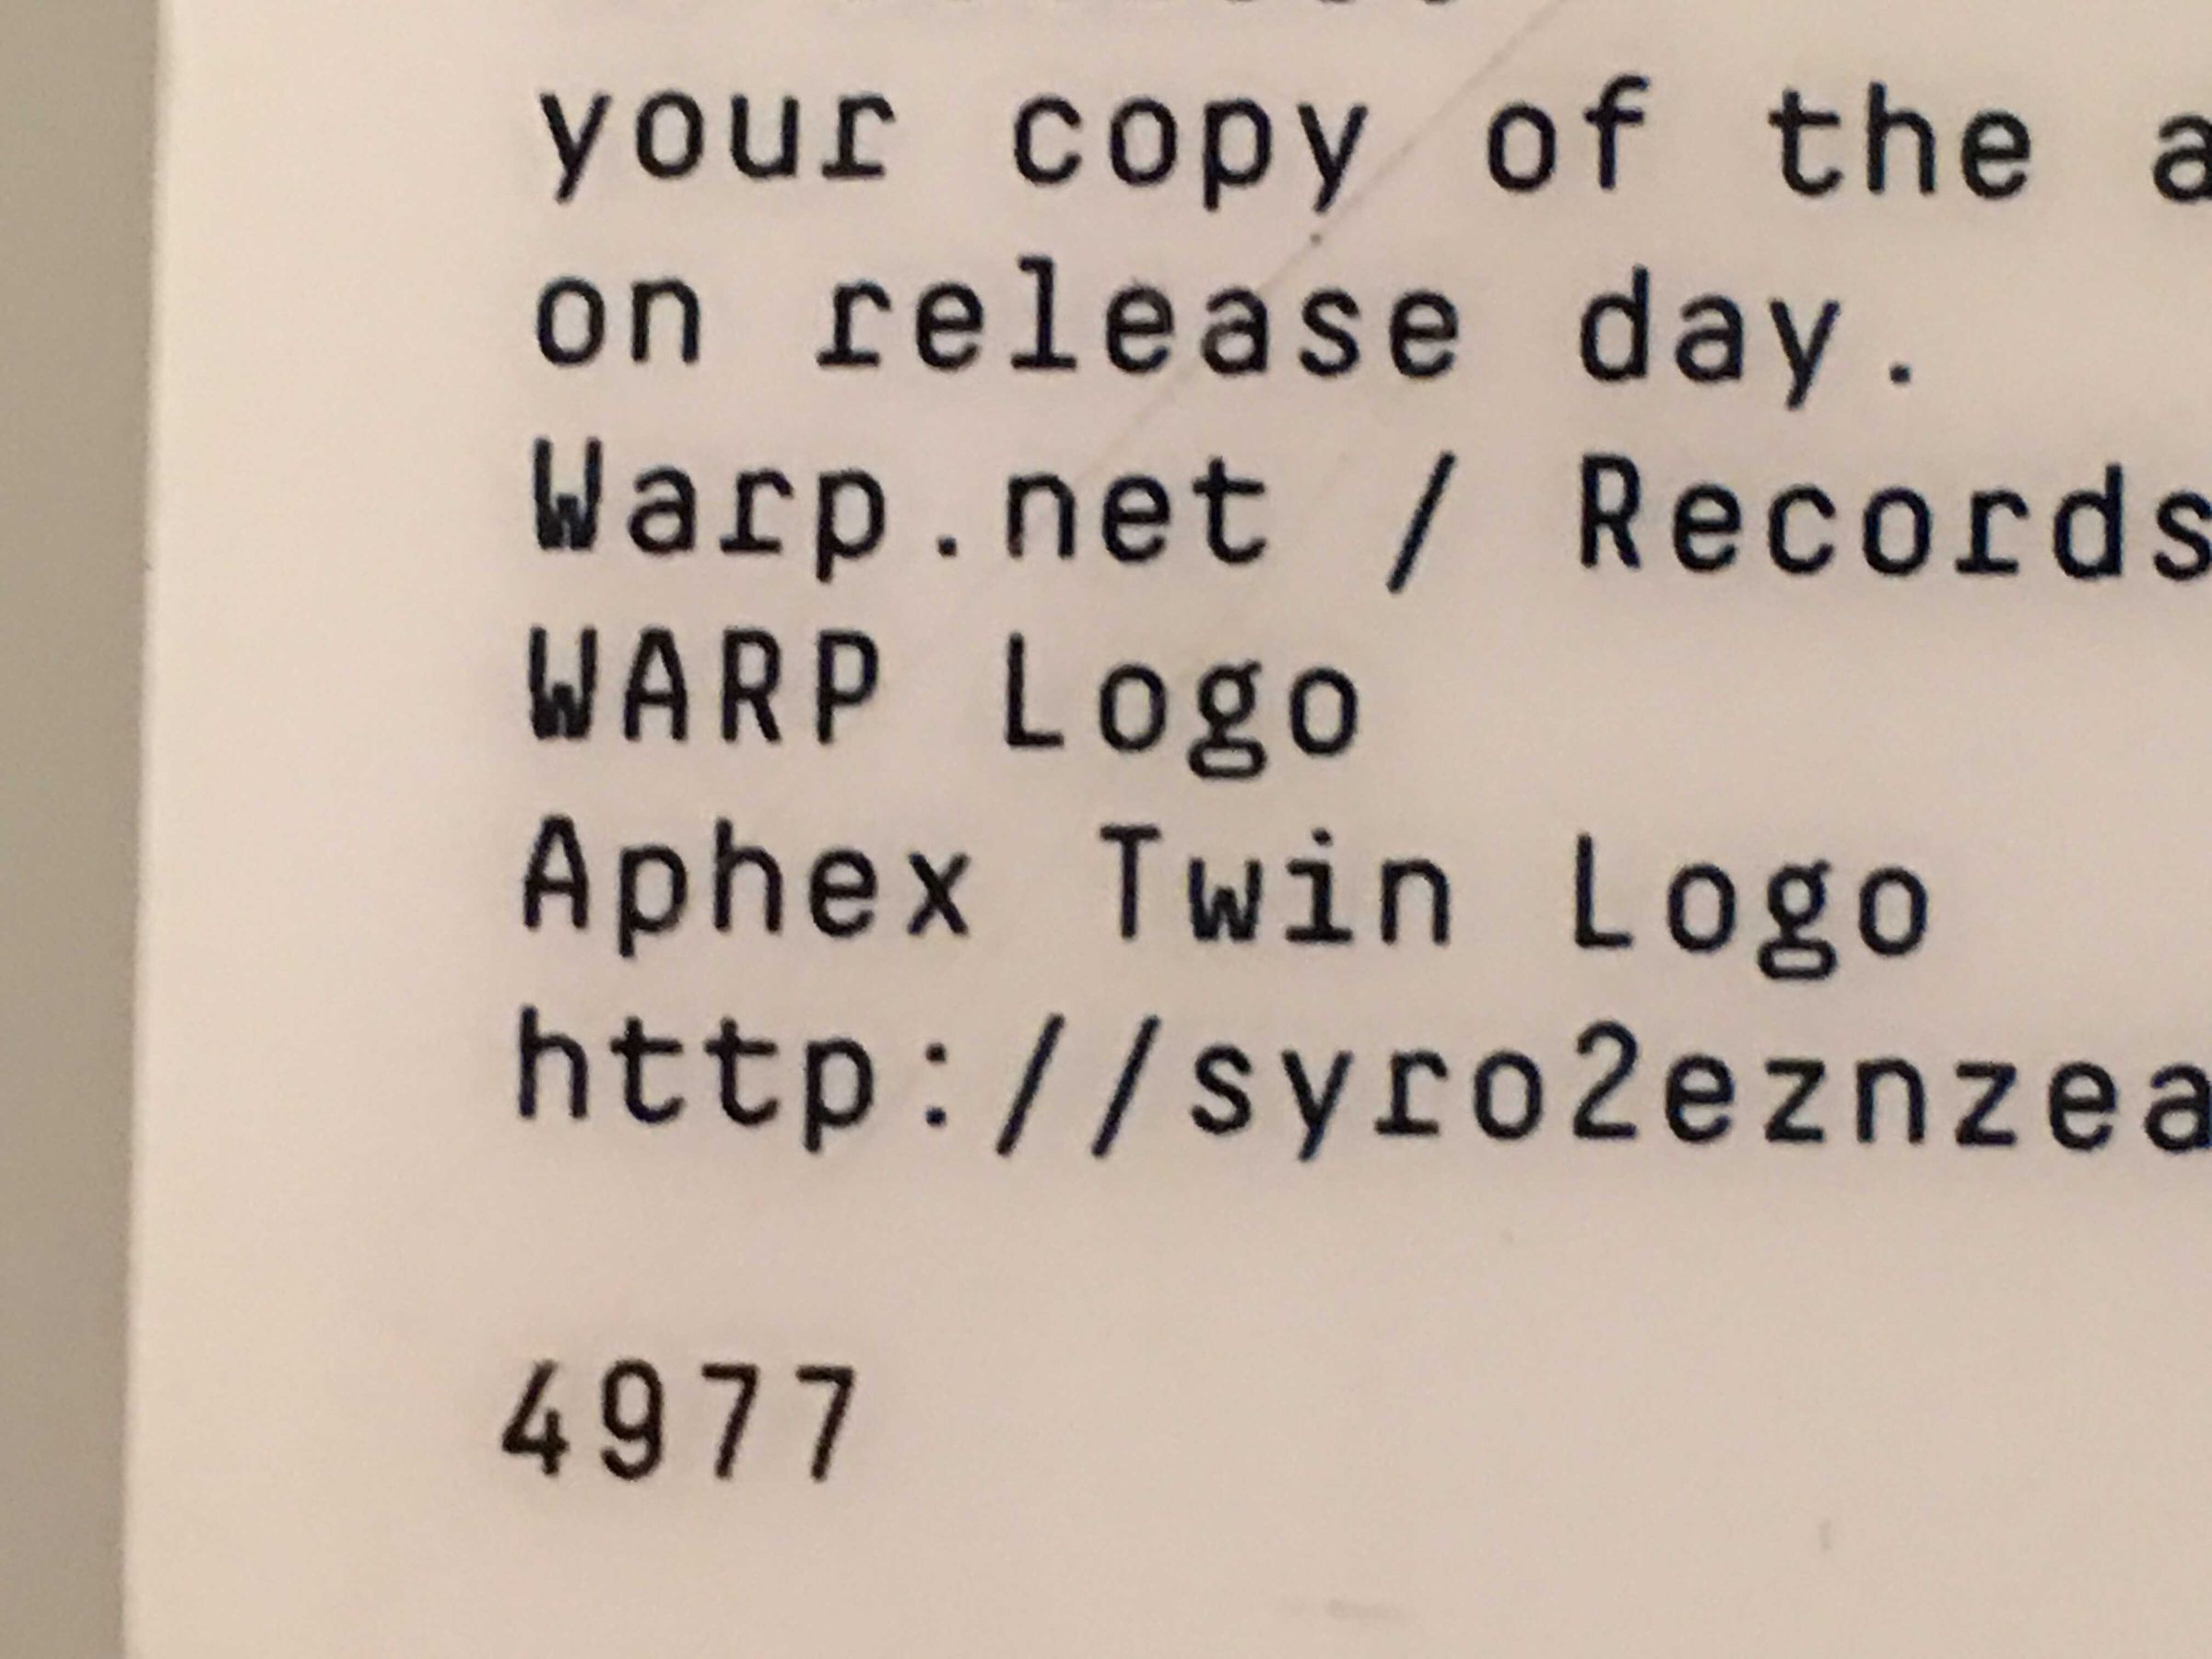 your copy of the a
on release day.
Warp.net / Records
WARP Logo
Aphex Twin Logo
http://syro2eznzea
4977